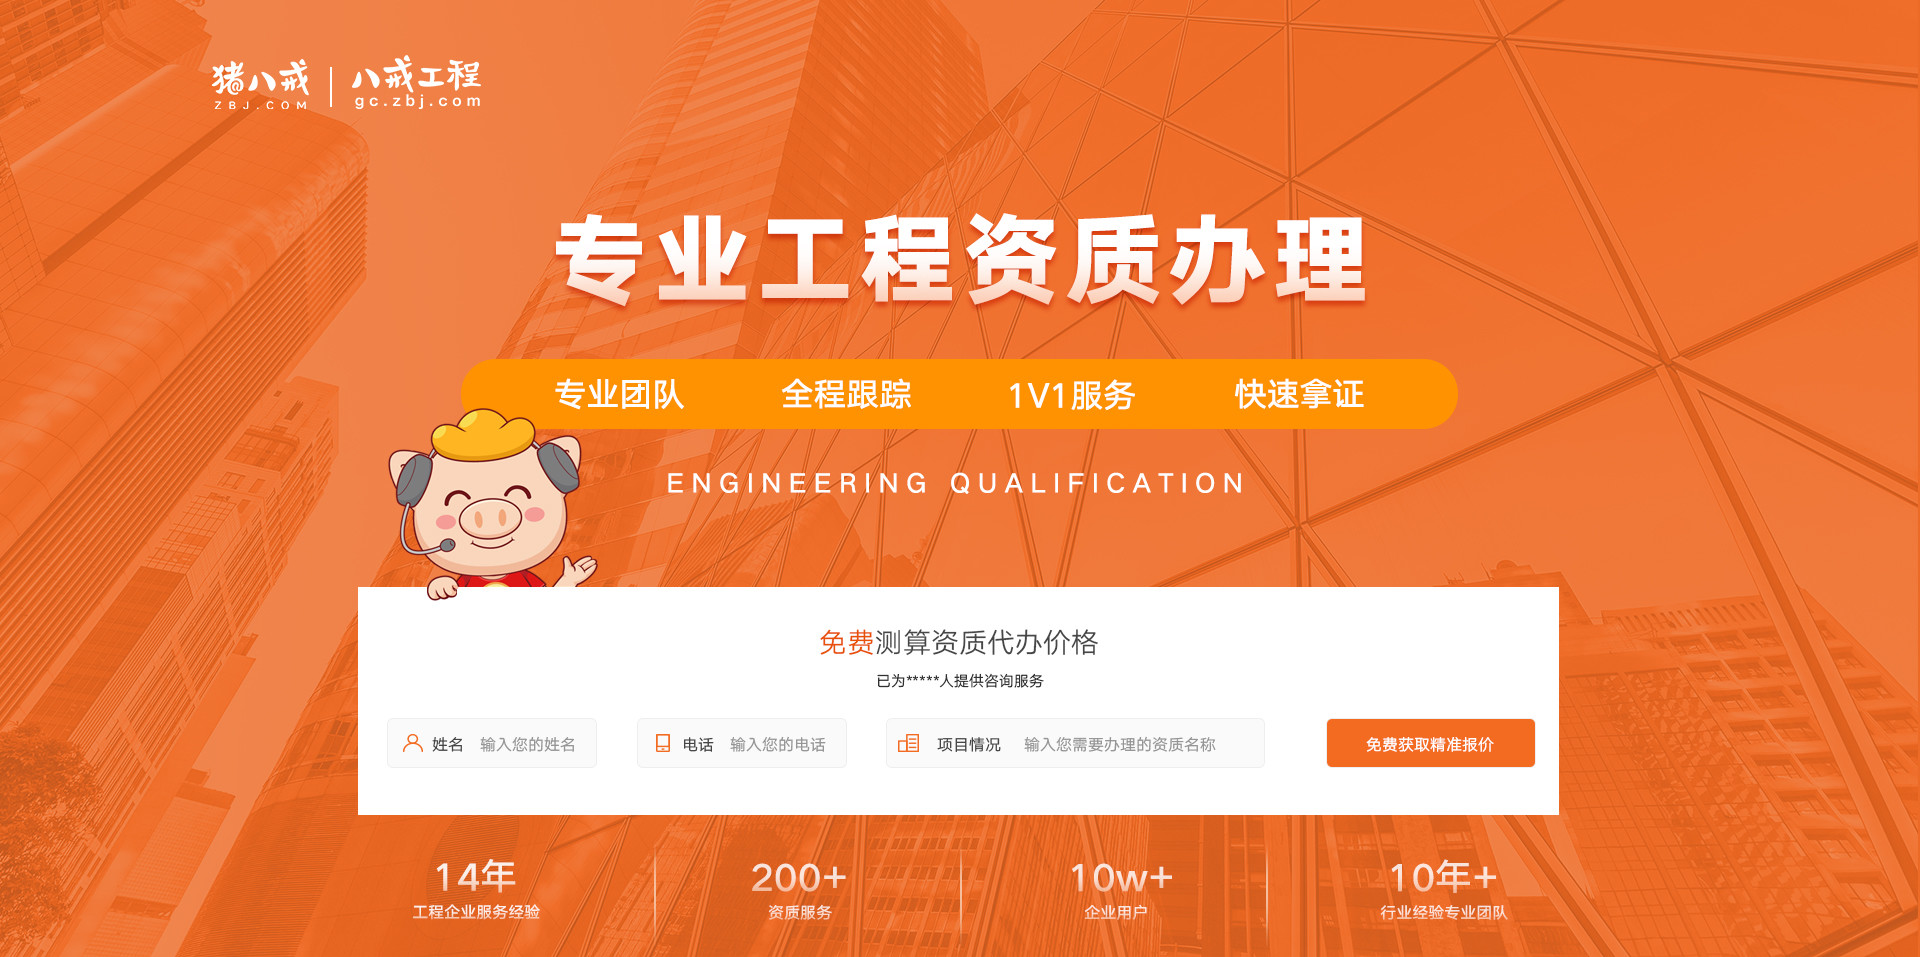 猪八戒 八戒工程
ZBJ.COM gc.zbj.com
专业工程资质办理
专业团队 全程跟踪 1V1服务 快速拿证
ENGINEERING QUALIFICATION
免费测算资质代办价格
已为*****人提供咨询服务
姓名 输入您的姓名 电话 输入您的电话 项目情况 输入您需要办理的资质名称 免费获取精准报价
14年 200+ 10w+ 10年+
工程企业服务经验 资质服务 企业用户 行业经验专业团队